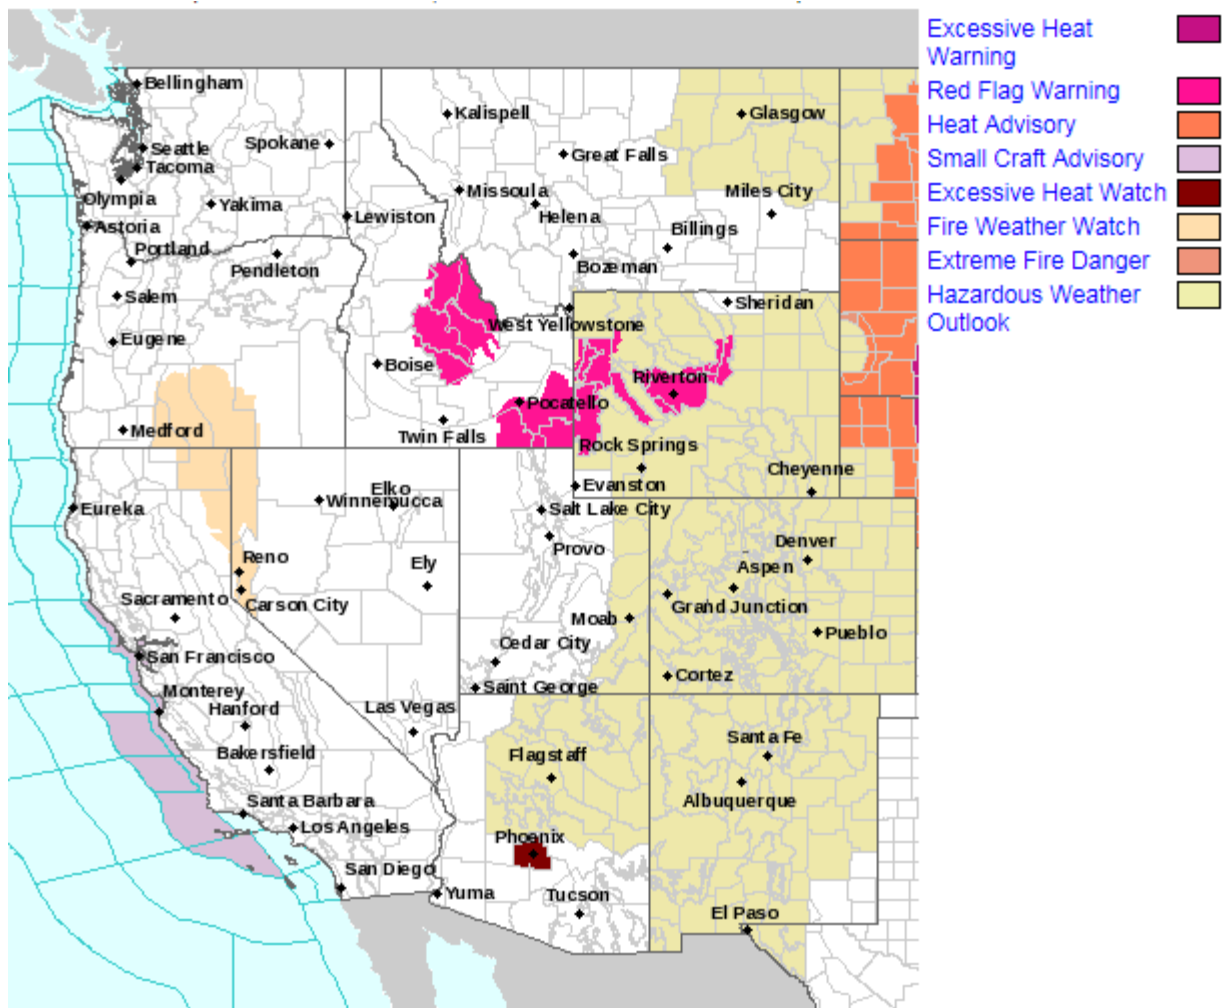 Excessive Heat
Warning
Red Flag Warning
Heat Advisory
Small Craft Advisory
Excessive Heat Watch
Fire Weather Watch
Extreme Fire Danger
Hazardous Weather
Outlook
Bellingham
Kalispell
Glasgow
Seattle
Spokane
Great Falls
Tacoma
Missoula
Miles City
Olympia
Yakima
Lewiston
Helena
Astoria
Billings
Portland
Pendleton
Bozeman
Salem
Sheridan
West Yellowstone
Eugene
Boise
Riverton
Pocatello
Medford
Twin Falls
Rock Springs
Cheyenne
Evanston
Elko
Winnemucca
Eureka
Salt Lake City
Denver
Provo
Reno
Ely
Aspen
Sacramento
Carson City
Grand Junction
Moab
Pueblo
Cedar City
San Francisco
Cortez
Saint George
Monterey
Hanford
Las Vegas
Santa Fe
Bakersfield
Flagstaff
Santa Barbara
Albuquerque
Los Angeles
Phoenix
San Diego
Yuma
Tucson
El Paso